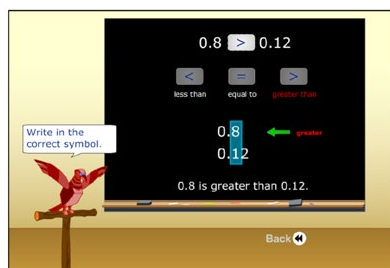 0.8 > 0.12
< = >
less than equal to greater than
Write in the
correct symbol.
0.8 greater
0.12
0.8 is greater than 0.12.
Back